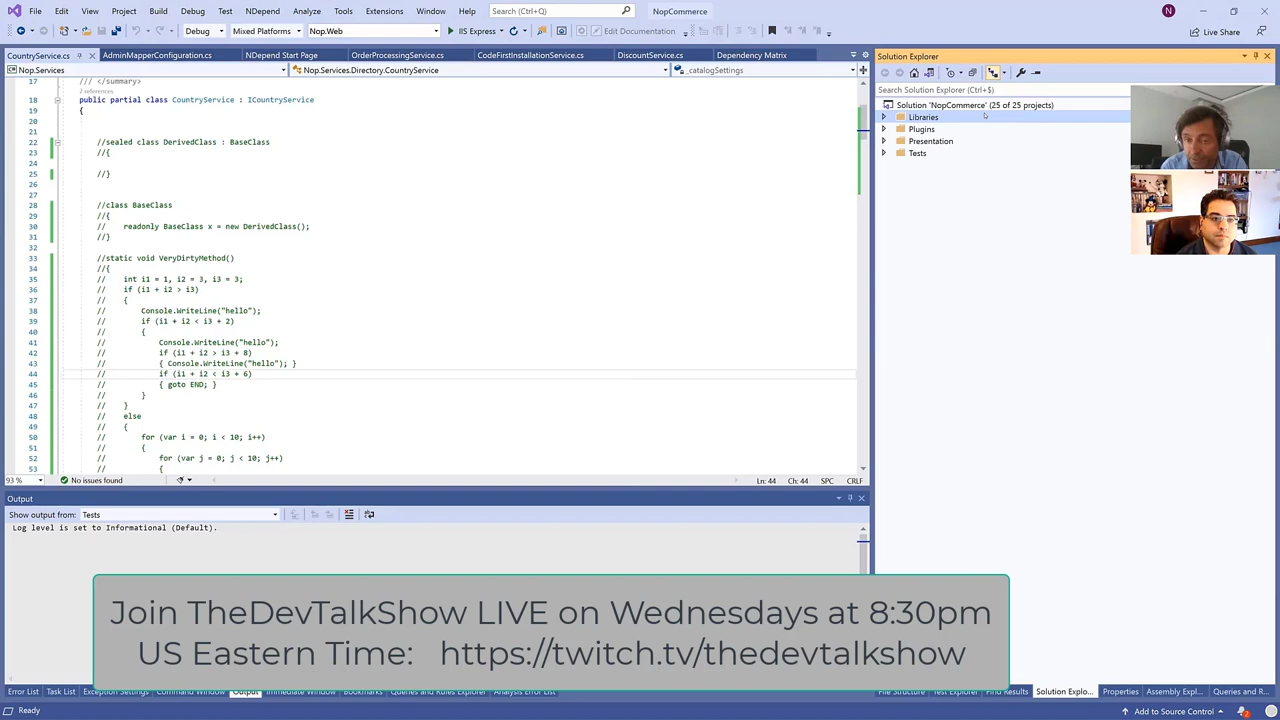 File Edit View Git Project Build Debug Test NDepend Analyze Tools Extensions Window Help Search (Ctrl+Q) NopCommerce N
Debug Mixed Platforms Nop.Web IIS Express Edit Documentation Live Share
CountryService.cs AdminMapperConfiguration.cs NDepend Start Page OrderProcessingService.cs CodeFirstInstallationService.cs DiscountService.cs Dependency Matrix
Nop.Services Nop.Services.Directory.CountryService _catalogSettings
17 /// </summary>
2 references
18 public partial class CountryService : ICountryService
19 {
20
21
22 //sealed class DerivedClass : BaseClass
23 //{
24
25 //}
26
27
28 //class BaseClass
29 //{
30 // readonly BaseClass x = new DerivedClass();
31 //}
32
33 //static void VeryDirtyMethod()
34 //{
35 // int i1 = 1, i2 = 3, i3 = 3;
36 // if (i1 + i2 > i3)
37 // {
38 // Console.WriteLine("hello");
39 // if (i1 + i2 < i3 + 2)
40 // {
41 // Console.WriteLine("hello");
42 // if (i1 + i2 > i3 + 8)
43 // { Console.WriteLine("hello"); }
44 // if (i1 + i2 < i3 + 6)
45 // { goto END; }
46 // }
47 // }
48 // else
49 // {
50 // for (var i = 0; i < 10; i++)
51 // {
52 // for (var j = 0; j < 10; j++)
53 // {
93 % No issues found Ln: 44 Ch: 44 SPC CRLF
Output
Show output from: Tests
Log level is set to Informational (Default).
Solution Explorer
Search Solution Explorer (Ctrl+$)
Solution 'NopCommerce' (25 of 25 projects)
Libraries
Plugins
Presentation
Tests
Join TheDevTalkShow LIVE on Wednesdays at 8:30pm
US Eastern Time: https://twitch.tv/thedevtalkshow
Error List Task List Exception Settings Command Window Output Immediate Window Bookmarks Queries and Rules Explorer Analysis Error List
File Structure Test Explorer Find Results Solution Explo... Properties Assembly Expl... Queries and R...
Ready Add to Source Control 2